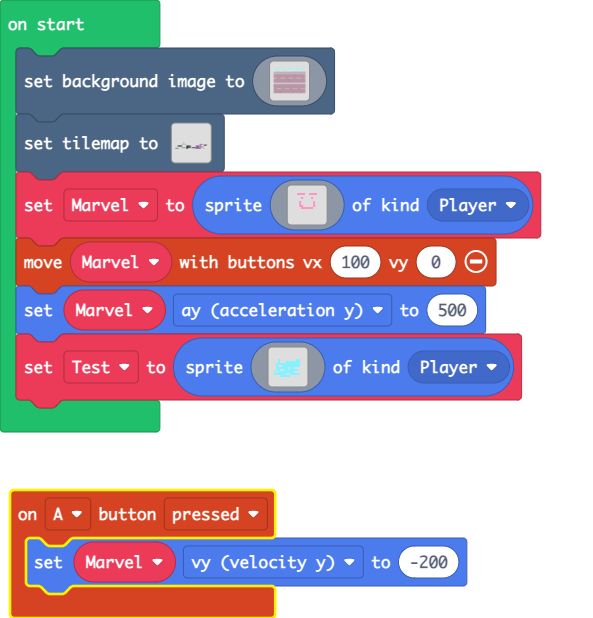 on start
set background image to
set tilemap to
set Marvel to sprite of kind Player
move Marvel with buttons vx 100 vy 0
set Marvel ay (acceleration y) to 500
set Test to sprite of kind Player
on A button pressed
set Marvel vy (velocity y) to -200